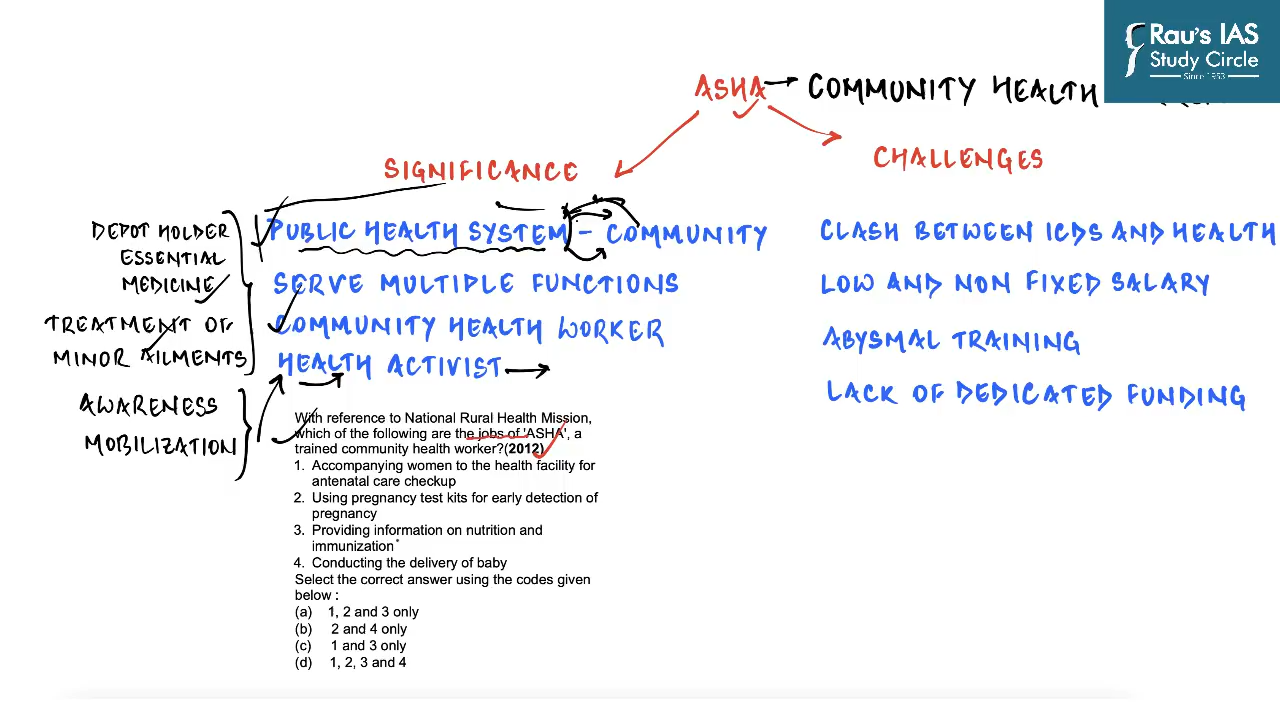 Rau's IAS
Study Circle
Since 1953
ASHA → COMMUNITY HEALTH
SIGNIFICANCE
CHALLENGES
DEPOT HOLDER
ESSENTIAL
MEDICINE
TREATMENT OF
MINOR AILMENTS
AWARENESS
MOBILIZATION
PUBLIC HEALTH SYSTEM - COMMUNITY
SERVE MULTIPLE FUNCTIONS
COMMUNITY HEALTH WORKER
HEALTH ACTIVIST →
CLASH BETWEEN ICDS AND HEALTH
LOW AND NON FIXED SALARY
ABYSMAL TRAINING
LACK OF DEDICATED FUNDING
With reference to National Rural Health Mission,
which of the following are the jobs of 'ASHA', a
trained community health worker?(2012)
1. Accompanying women to the health facility for
antenatal care checkup
2. Using pregnancy test kits for early detection of
pregnancy
3. Providing information on nutrition and
immunization
4. Conducting the delivery of baby
Select the correct answer using the codes given
below :
(a) 1, 2 and 3 only
(b) 2 and 4 only
(c) 1 and 3 only
(d) 1, 2, 3 and 4